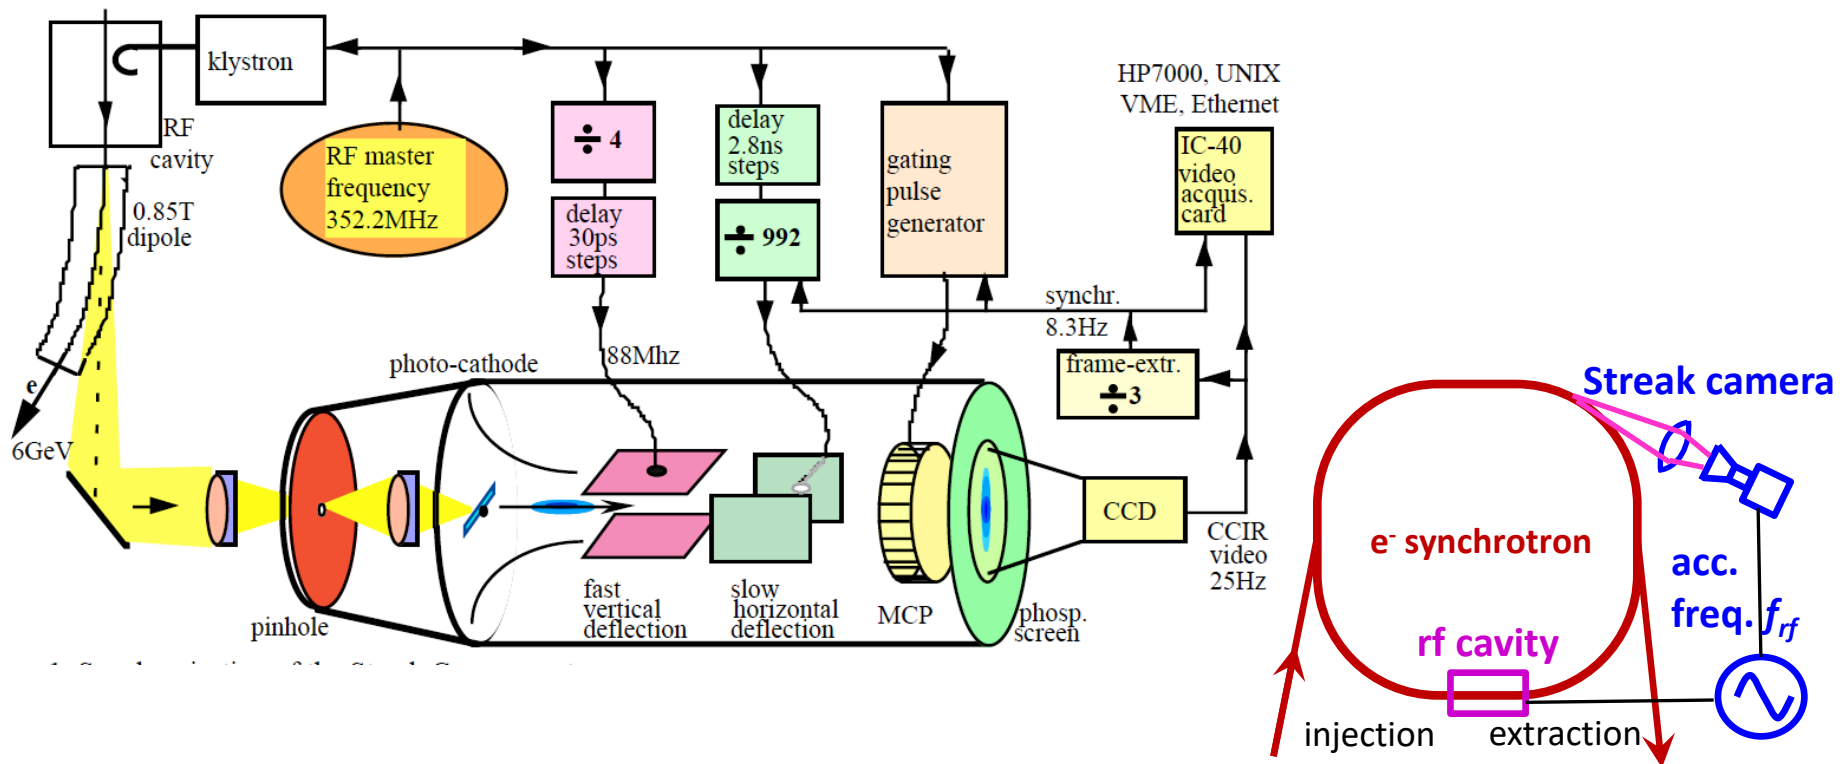 klystron
RF
cavity
RF master
frequency
352.2MHz
0.85T
dipole
e
6GeV
÷ 4
delay
30ps
steps
delay
2.8ns
steps
÷ 992
gating
pulse
generator
HP7000, UNIX
VME, Ethernet
IC-40
video
acquis.
card
synchr.
8.3Hz
frame-extr.
÷3
88Mhz
photo-cathode
pinhole
fast
vertical
deflection
slow
horizontal
deflection
MCP
phosp.
screen
CCD
CCIR
video
25Hz
Streak camera
e- synchrotron
acc.
freq. frf
rf cavity
injection
extraction